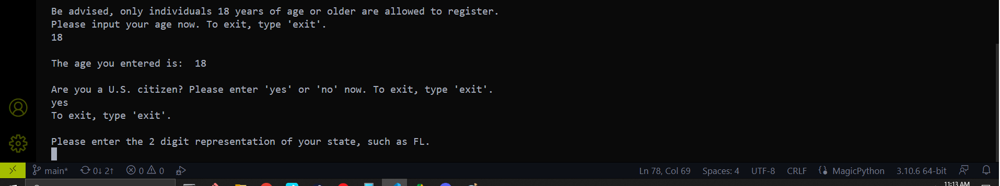 Be advised, only individuals 18 years of age or older are allowed to register.
Please input your age now. To exit, type 'exit'.
18
The age you entered is:  18
Are you a U.S. citizen? Please enter 'yes' or 'no' now. To exit, type 'exit'.
yes
To exit, type 'exit'.
Please enter the 2 digit representation of your state, such as FL.
main* 0↓ 2↑ 0 0 Ln 78, Col 69 Spaces: 4 UTF-8 CRLF MagicPython 3.10.6 64-bit
11:13 AM